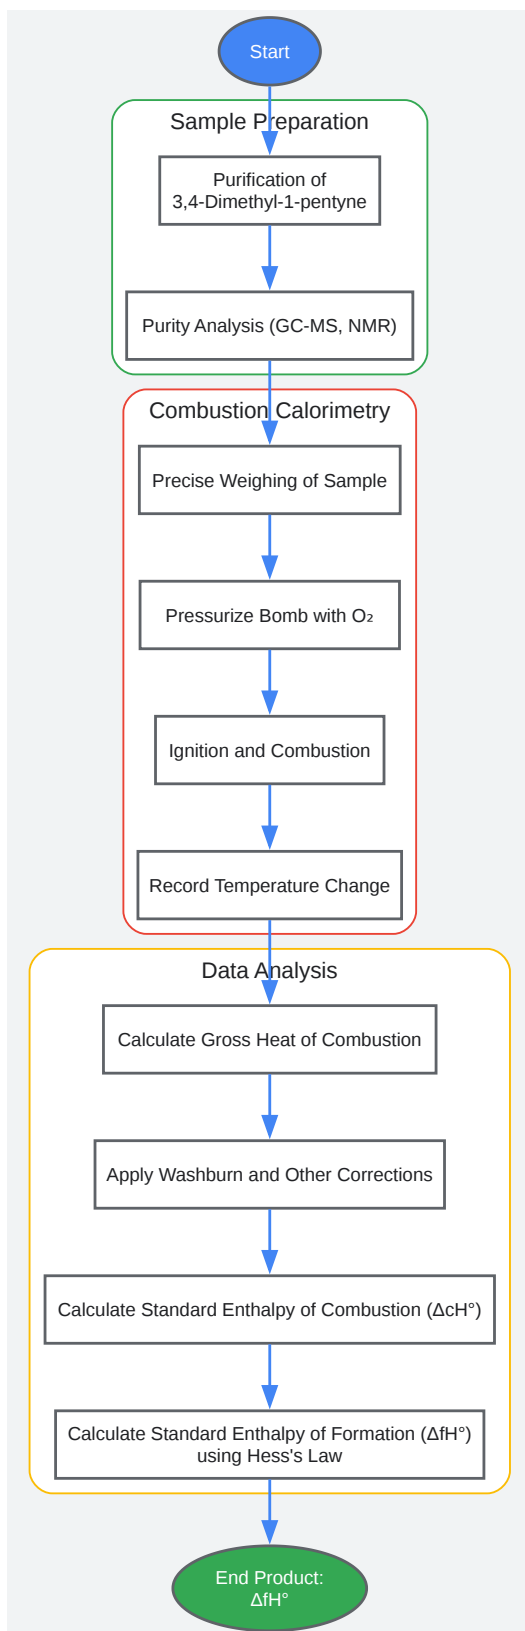 Start
Sample Preparation
Purification of
3,4-Dimethyl-1-pentyne
Purity Analysis (GC-MS, NMR)
Combustion Calorimetry
Precise Weighing of Sample
Pressurize Bomb with O₂
Ignition and Combustion
Record Temperature Change
Data Analysis
Calculate Gross Heat of Combustion
Apply Washburn and Other Corrections
Calculate Standard Enthalpy of Combustion (ΔcH°)
Calculate Standard Enthalpy of Formation (ΔfH°)
using Hess's Law
End Product:
ΔfH°